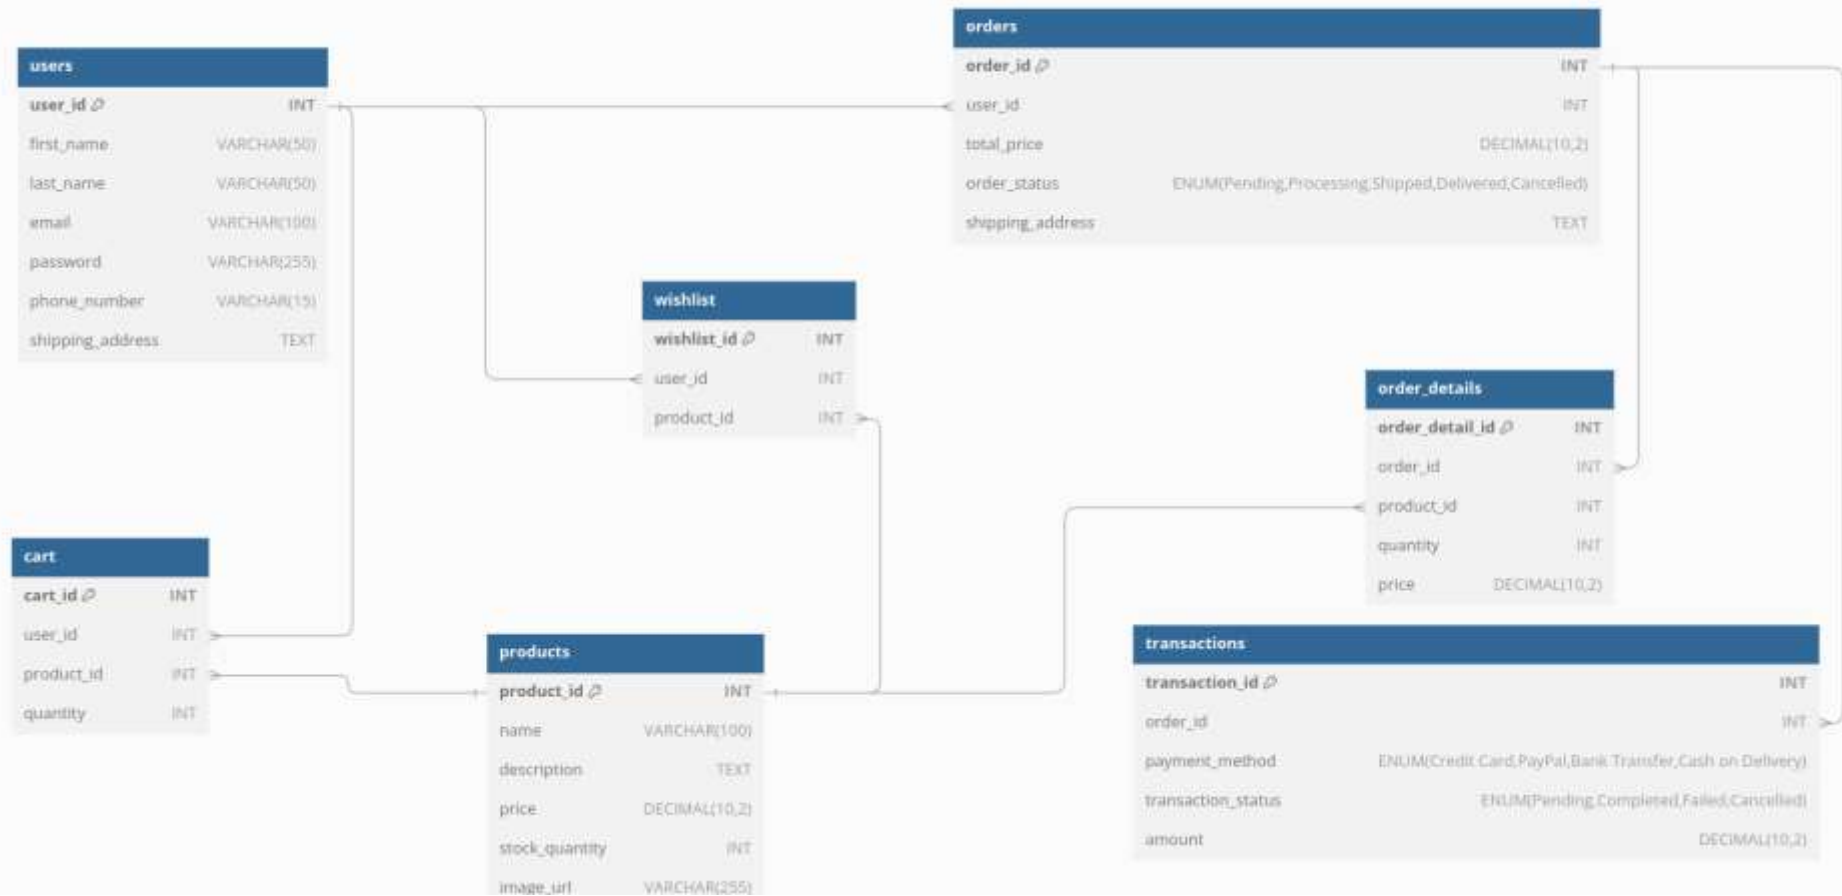 users
user_id INT
first_name VARCHAR(50)
last_name VARCHAR(50)
email VARCHAR(100)
password VARCHAR(255)
phone_number VARCHAR(15)
shipping_address TEXT
orders
order_id INT
user_id INT
total_price DECIMAL(10,2)
order_status ENUM(Pending,Processing,Shipped,Delivered,Cancelled)
shipping_address TEXT
wishlist
wishlist_id INT
user_id INT
product_id INT
order_details
order_detail_id INT
order_id INT
product_id INT
quantity INT
price DECIMAL(10,2)
cart
cart_id INT
user_id INT
product_id INT
quantity INT
products
product_id INT
name VARCHAR(100)
description TEXT
price DECIMAL(10,2)
stock_quantity INT
image_url VARCHAR(255)
transactions
transaction_id INT
order_id INT
payment_method ENUM(Credit Card,PayPal,Bank Transfer,Cash on Delivery)
transaction_status ENUM(Pending,Completed,Failed,Cancelled)
amount DECIMAL(10,2)